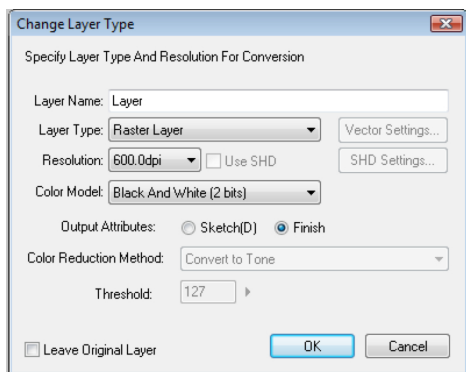 Change Layer Type
Specify Layer Type And Resolution For Conversion
Layer Name: Layer
Layer Type: Raster Layer Vector Settings...
Resolution: 600.0dpi Use SHD SHD Settings...
Color Model: Black And White (2 bits)
Output Attributes: Sketch(D) Finish
Color Reduction Method: Convert to Tone
Threshold: 127
Leave Original Layer OK Cancel